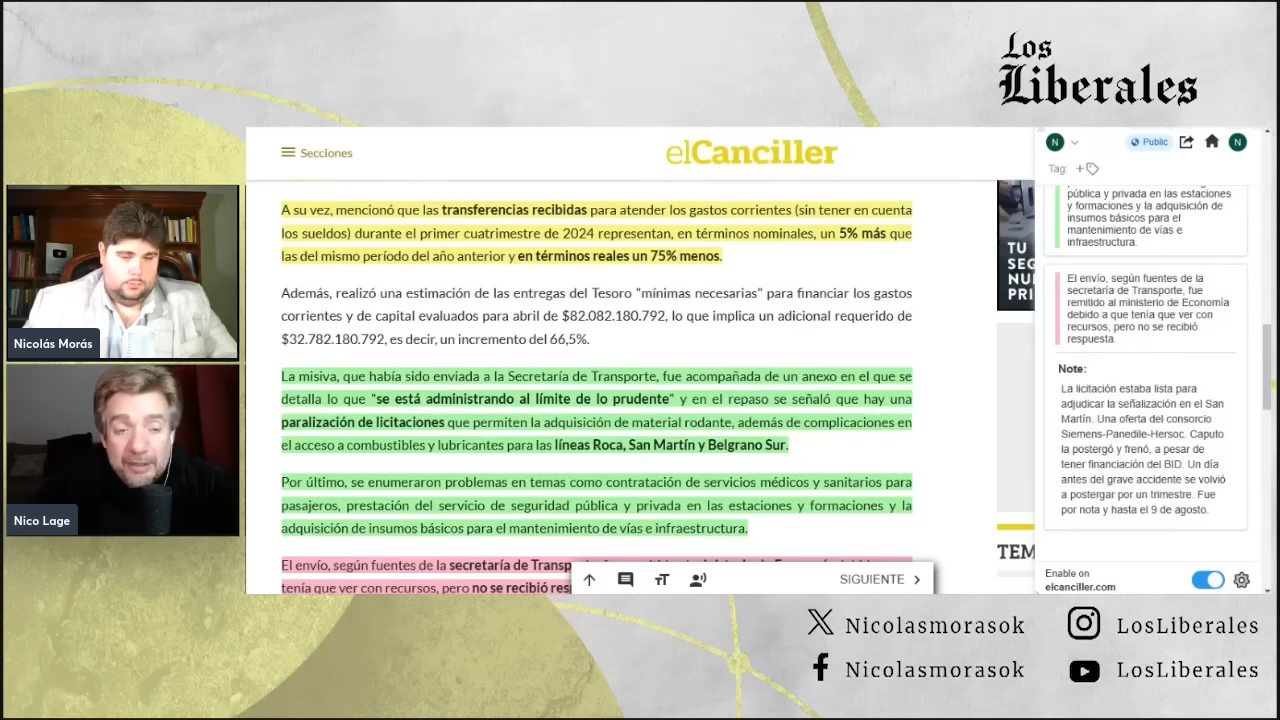 Los
Liberales
Secciones
elCanciller
A su vez, mencionó que las transferencias recibidas para atender los gastos corrientes (sin tener en cuenta
los sueldos) durante el primer cuatrimestre de 2024 representan, en términos nominales, un 5% más que
las del mismo período del año anterior y en términos reales un 75% menos.
Además, realizó una estimación de las entregas del Tesoro "mínimas necesarias" para financiar los gastos
corrientes y de capital evaluados para abril de $82.082.180.792, lo que implica un adicional requerido de
$32.782.180.792, es decir, un incremento del 66,5%.
La misiva, que había sido enviada a la Secretaría de Transporte, fue acompañada de un anexo en el que se
detalla lo que "se está administrando al límite de lo prudente" y en el repaso se señaló que hay una
paralización de licitaciones que permiten la adquisición de material rodante, además de complicaciones en
el acceso a combustibles y lubricantes para las líneas Roca, San Martín y Belgrano Sur.
Por último, se enumeraron problemas en temas como contratación de servicios médicos y sanitarios para
pasajeros, prestación del servicio de seguridad pública y privada en las estaciones y formaciones y la
adquisición de insumos básicos para el mantenimiento de vías e infraestructura.
El envío, según fuentes de la secretaría de Transp
tenía que ver con recursos, pero no se recibió resp
SIGUIENTE
TU
SEG
NU
PRI
TEM
N
Public
N
Tag:
pública y privada en las estaciones
y formaciones y la adquisición de
insumos básicos para el
mantenimiento de vías e
infraestructura.
El envío, según fuentes de la
secretaría de Transporte, fue
remitido al ministerio de Economía
debido a que tenía que ver con
recursos, pero no se recibió
respuesta.
Note:
La licitación estaba lista para
adjudicar la señalización en el San
Martín. Una oferta del consorcio
Siemens-Panedile-Hersoc. Caputo
la postergó y frenó, a pesar de
tener financiación del BID. Un día
antes del grave accidente se volvió
a postergar por un trimestre. Fue
por nota y hasta el 9 de agosto.
Enable on
elcanciller.com
Nicolás Morás
Nico Lage
Nicolasmorasok
LosLiberales
Nicolasmorasok
LosLiberales